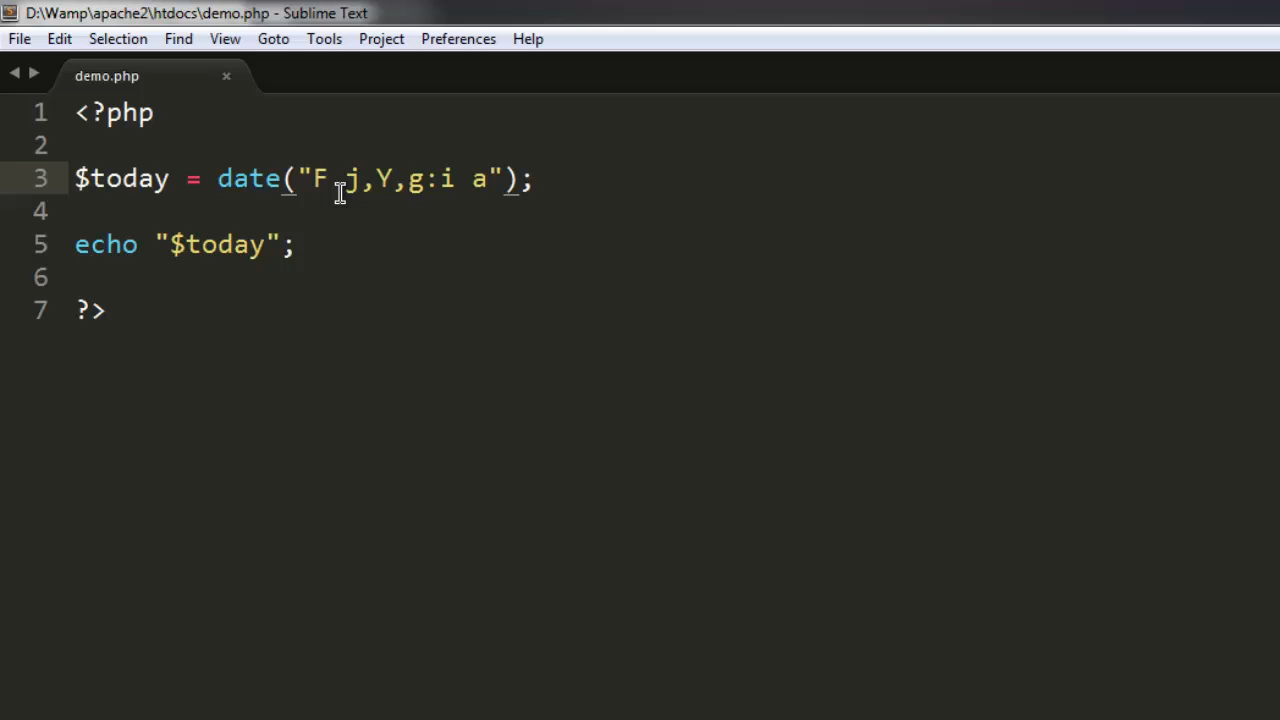 D:\Wamp\apache2\htdocs\demo.php - Sublime Text
File Edit Selection Find View Goto Tools Project Preferences Help
demo.php ×
1 <?php
2
3 $today = date("F j,Y,g:i a");
4
5 echo "$today";
6
7 ?>